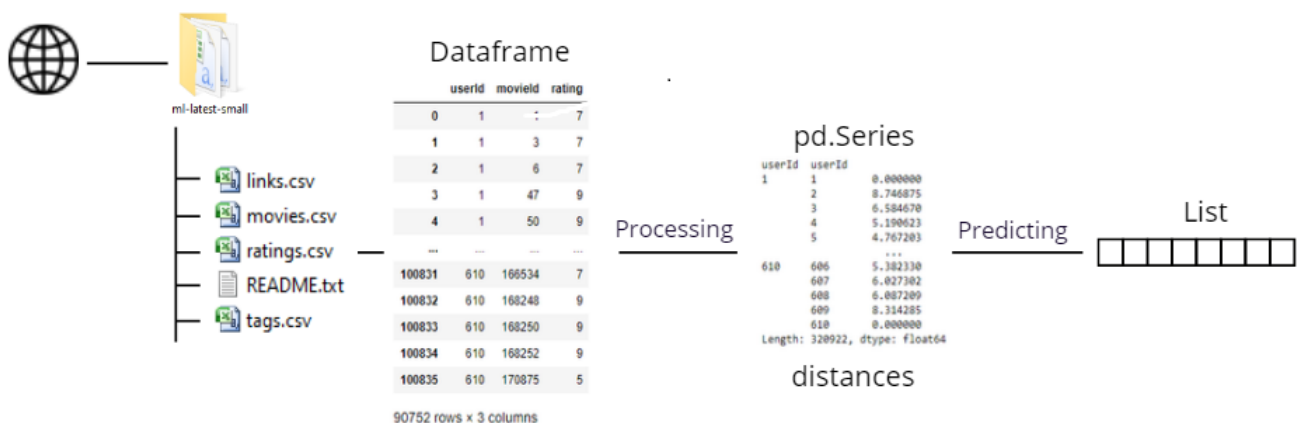 ml-latest-small
links.csv
movies.csv
ratings.csv
README.txt
tags.csv
Dataframe
userId movieId rating
0 1 7
1 1 3 7
2 1 6 7
3 1 47 9
4 1 50 9
... ... ... ...
100831 610 166534 7
100832 610 168248 9
100833 610 168250 9
100834 610 168252 9
100835 610 170875 5
90752 rows × 3 columns
Processing
pd.Series
userId userId
1 1 0.000000
2 8.746875
3 6.584670
4 5.190623
5 4.767203
...
610 606 5.382330
607 6.027302
608 6.087209
609 8.314285
610 0.000000
Length: 320922, dtype: float64
distances
Predicting
List